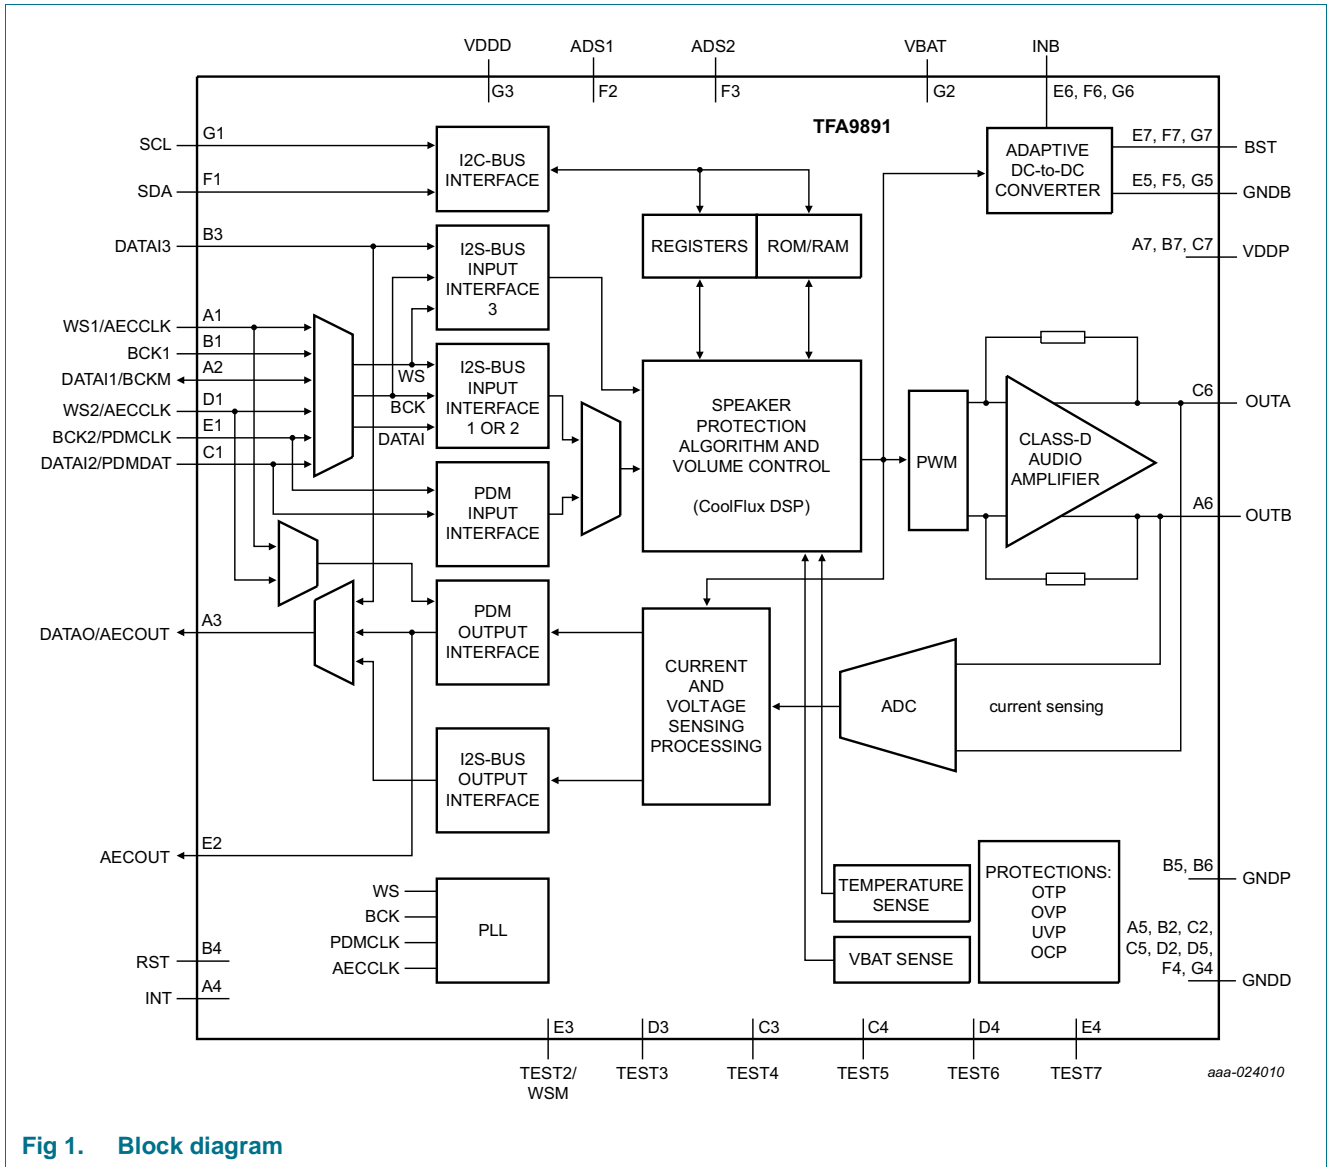 VDDD
ADS1
ADS2
VBAT
INB
G3
F2
F3
G2
E6, F6, G6
TFA9891
SCL
G1
SDA
F1
I2C-BUS
INTERFACE
ADAPTIVE
DC-to-DC
CONVERTER
E7, F7, G7
BST
E5, F5, G5
GNDB
DATAI3
B3
I2S-BUS
INPUT
INTERFACE
3
REGISTERS
ROM/RAM
A7, B7, C7
VDDP
WS1/AECCLK
A1
BCK1
B1
DATAI1/BCKM
A2
WS2/AECCLK
D1
BCK2/PDMCLK
E1
DATAI2/PDMDAT
C1
WS
BCK
DATAI
I2S-BUS
INPUT
INTERFACE
1 OR 2
SPEAKER
PROTECTION
ALGORITHM AND
VOLUME CONTROL
(CoolFlux DSP)
PWM
CLASS-D
AUDIO
AMPLIFIER
C6
OUTA
A6
OUTB
PDM
INPUT
INTERFACE
PDM
OUTPUT
INTERFACE
DATAO/AECOUT
A3
CURRENT
AND
VOLTAGE
SENSING
PROCESSING
ADC
current sensing
I2S-BUS
OUTPUT
INTERFACE
AECOUT
E2
WS
BCK
PDMCLK
AECCLK
PLL
TEMPERATURE
SENSE
VBAT SENSE
PROTECTIONS:
OTP
OVP
UVP
OCP
B5, B6
GNDP
A5, B2, C2,
C5, D2, D5,
F4, G4
GNDD
RST
B4
INT
A4
E3
D3
C3
C4
D4
E4
TEST2/
WSM
TEST3
TEST4
TEST5
TEST6
TEST7
aaa-024010
Fig 1. Block diagram